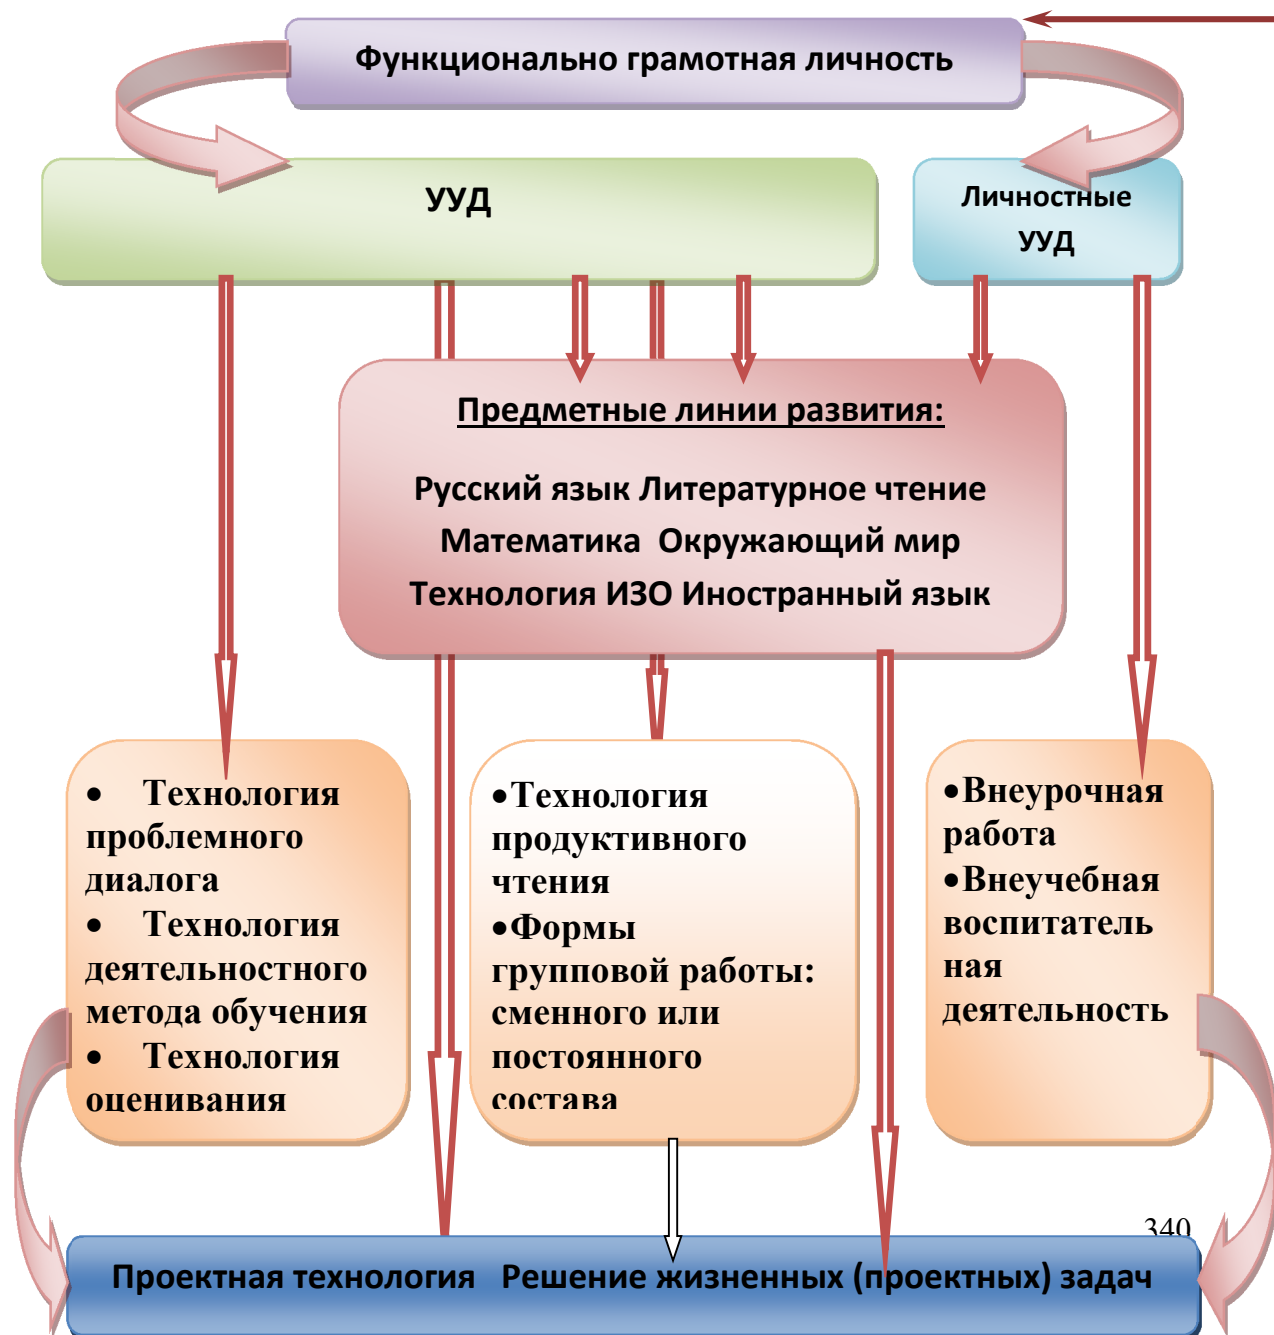 Функционально грамотная личность
УУД
Личностные
УУД
Предметные линии развития:
Русский язык Литературное чтение
Математика Окружающий мир
Технология ИЗО Иностранный язык
• Технология
проблемного
диалога
• Технология
деятельностного
метода обучения
• Технология
оценивания
•Технология
продуктивного
чтения
•Формы
групповой работы:
сменного или
постоянного
состава
•Внеурочная
работа
•Внеучебная
воспитатель
ная
деятельность
340
Проектная технология Решение жизненных (проектных) задач